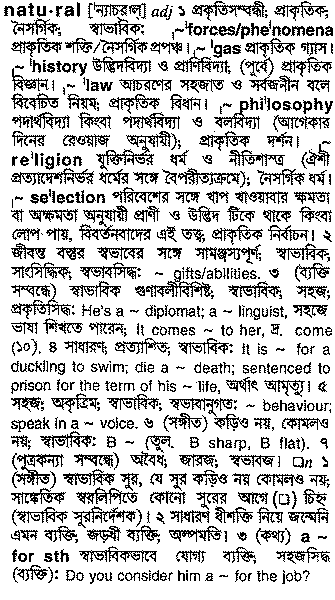 natu·ral [ন্যাচ্‌রাল্] adj ১ প্রকৃতিসম্বন্ধী; প্রাকৃতিক;
নৈসর্গিক; স্বভাবগত: ~ 'forces/phe'nomena
প্রাকৃতিক শক্তি/ নৈসর্গিক প্রপঞ্চ। ,~ 'gas প্রাকৃতিক গ্যাস।
,~ 'history উদ্ভিদবিদ্যা ও প্রাণিবিদ্যা; (পূর্বে) প্রাকৃতিক
বিজ্ঞান। ,~ 'law আচরণের সহজাত ও সর্বজনীন বলে
বিবেচিত নিয়ম; প্রাকৃতিক বিধান। ~ phi'losophy
পদার্থবিদ্যা কিংবা পদার্থবিদ্যা ও বলবিদ্যা (আগেকার
দিনের রেওয়াজ অনুযায়ী); প্রাকৃতিক দর্শন। ~
re'ligion যুক্তিনির্ভর ধর্ম ও নীতিশাস্ত্র (ঐশী
প্রত্যাদেশনির্ভর ধর্মের সঙ্গে বৈপরীত্যক্রমে); নৈসর্গিক ধর্ম।
,~ se'lection পরিবেশের সঙ্গে খাপ খাওয়াবার ক্ষমতা
বা অক্ষমতা অনুযায়ী প্রাণী ও উদ্ভিদ টিকে থাকে কিংবা
লোপ পায়, বিবর্তনবাদের এই তত্ত্ব, প্রাকৃতিক নির্বাচন। ২
জীবন্ত বস্তুর স্বভাবের সঙ্গে সামঞ্জস্যপূর্ণ; স্বাভাবিক,
সাংসিদ্ধিক, স্বভাবসিদ্ধ: ~ gifts/abilities. ৩ (ব্যক্তি
সম্বন্ধে) স্বাভাবিক গুণাবলীবিশিষ্ট, স্বাভাবিক, সহজ,
প্রকৃতিসিদ্ধ: He's a ~ diplomat; a ~ linguist, সহজে
ভাষা শিখতে পারেন; It comes ~ to her, দ্র. come
(১০). ৪ সাধারণ; প্রত্যাশিত; স্বাভাবিক: It is ~ for a
duckling to swim; die a ~ death; sentenced to
prison for the term of his ~ life, অর্থাৎ আমৃত্যু। ৫
সহজ; অকৃত্রিম; স্বাভাবিক; স্বভাবানুগত: ~ behaviour;
speak in a ~ voice. ৬ (সঙ্গীত) কড়িও নয়, কোমলও
নয়; স্বাভাবিক: B ~ (তুল. B sharp, B flat). ৭
(পুত্রকন্যা সম্বন্ধে) অবৈধ; জারজ; স্বভাবজ। □n ১
(সঙ্গীত) স্বাভাবিক সুর, যে সুর কড়িও নয় কোমলও নয়;
সাঙ্কেতিক স্বরলিপিতে কোনো সুরের আগে (□) চিহ্ন
(স্বাভাবিক সুরনির্দেশক)। ২ সাধারণ ধীশক্তি নিয়ে জন্মেনি
এমন ব্যক্তি, জড়ধী ব্যক্তি; অল্পমতি। ৩ (কথ্য) a ~
for sth স্বাভাবিকভাবে যোগ্য ব্যক্তি, সহজসিদ্ধ
(ব্যক্তি): Do you consider him a ~ for the job?